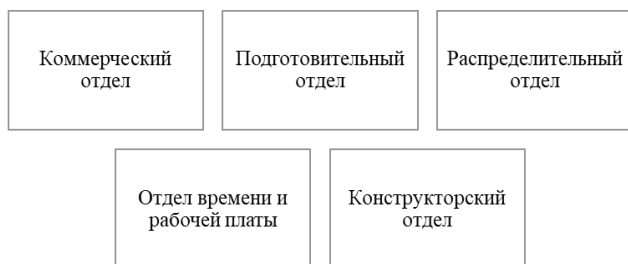 Коммерческий
отдел
Подготовительный
отдел
Распределительный
отдел
Отдел времени и
рабочей платы
Конструкторский
отдел